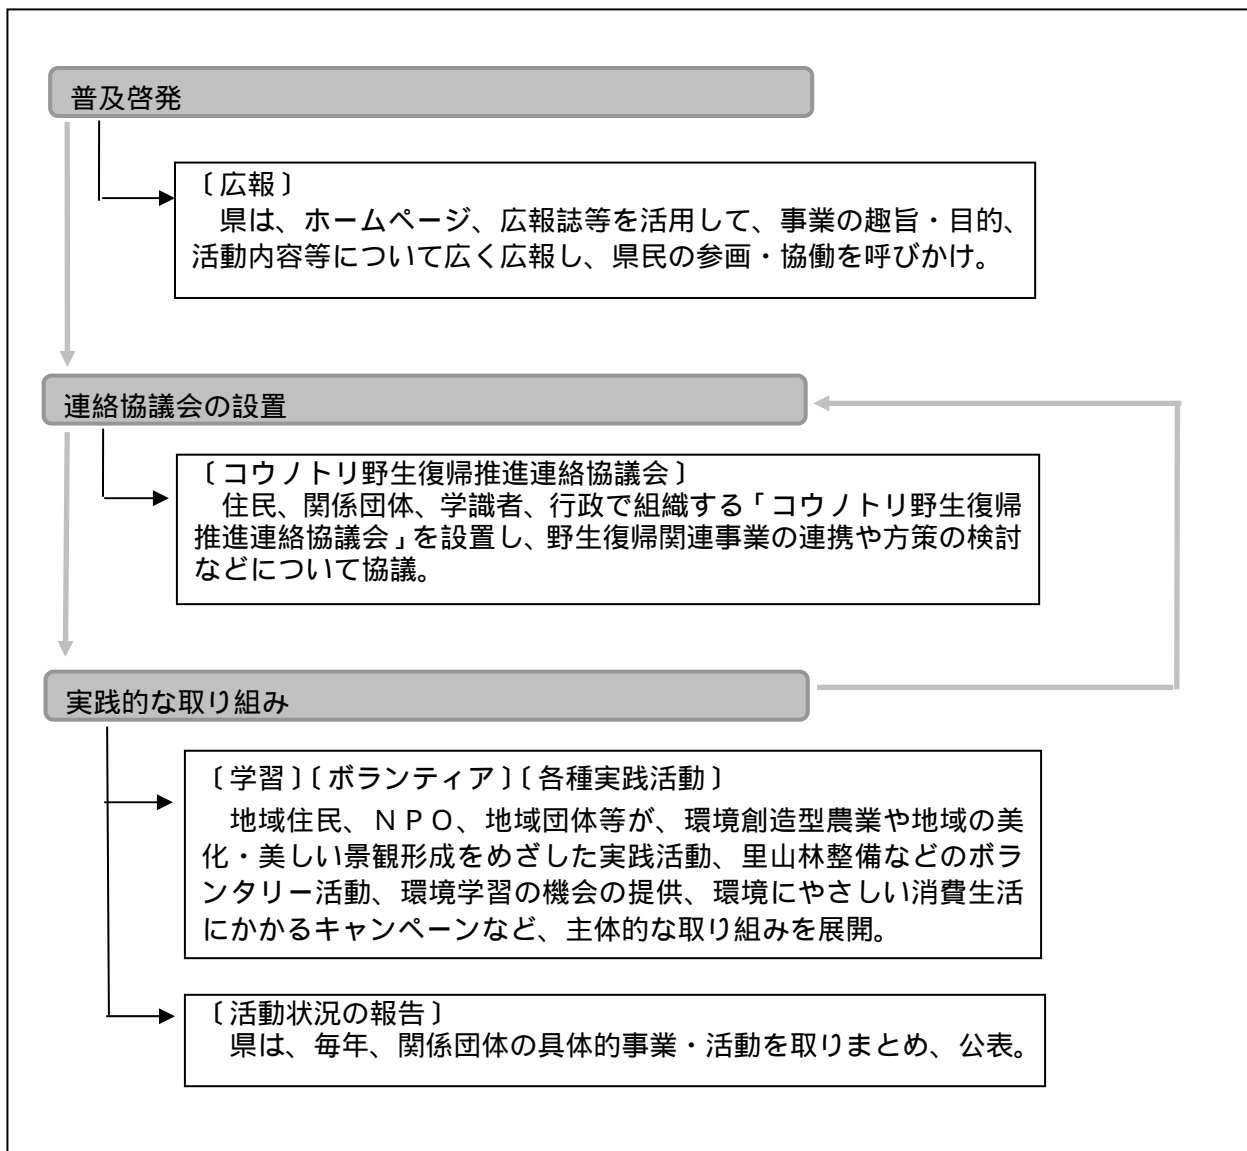 普及啓発
〔広報〕
県は、ホームページ、広報誌等を活用して、事業の趣旨・目的、
活動内容等について広く広報し、県民の参画・協働を呼びかけ。
連絡協議会の設置
〔コウノトリ野生復帰推進連絡協議会〕
住民、関係団体、学識者、行政で組織する「コウノトリ野生復帰
推進連絡協議会」を設置し、野生復帰関連事業の連携や方策の検討
などについて協議。
実践的な取り組み
〔学習〕〔ボランティア〕〔各種実践活動〕
地域住民、NPO、地域団体等が、環境創造型農業や地域の美
化・美しい景観形成をめざした実践活動、里山林整備などのボラ
ンタリー活動、環境学習の機会の提供、環境にやさしい消費生活
にかかるキャンペーンなど、主体的な取り組みを展開。
〔活動状況の報告〕
県は、毎年、関係団体の具体的事業・活動を取りまとめ、公表。